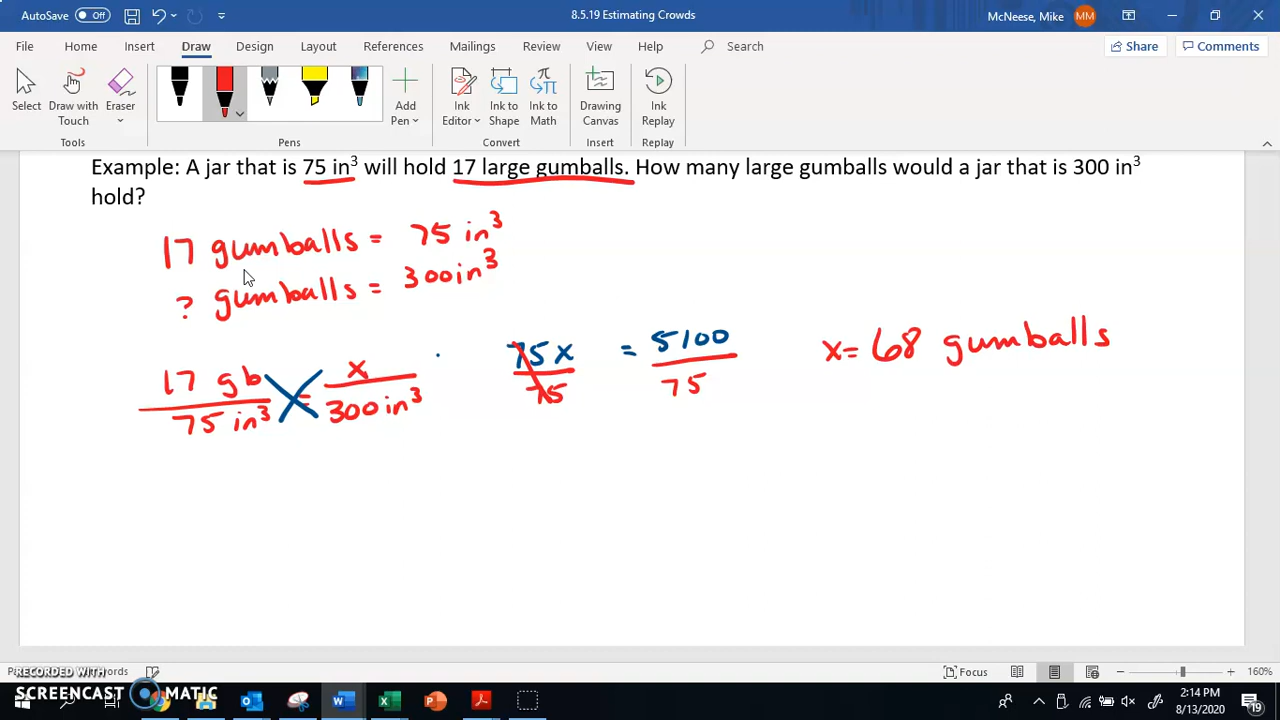 AutoSave Off 8.5.19 Estimating Crowds McNeese, Mike MM
File Home Insert Draw Design Layout References Mailings Review View Help Search Share Comments
Select Draw with Touch Eraser Add Pen Ink Editor Ink to Shape Ink to Math Drawing Canvas Ink Replay
Tools Pens Convert Insert Replay
Example: A jar that is 75 in³ will hold 17 large gumballs. How many large gumballs would a jar that is 300 in³
hold?
17 gumballs = 75 in³
? gumballs = 300in³
17 gb / 75 in³ = x / 300 in³
75x / 75 = 5100 / 75
x= 68 gumballs
Focus 160%
RECORDED WITH
SCREENCAST MATIC
2:14 PM
8/13/2020
19